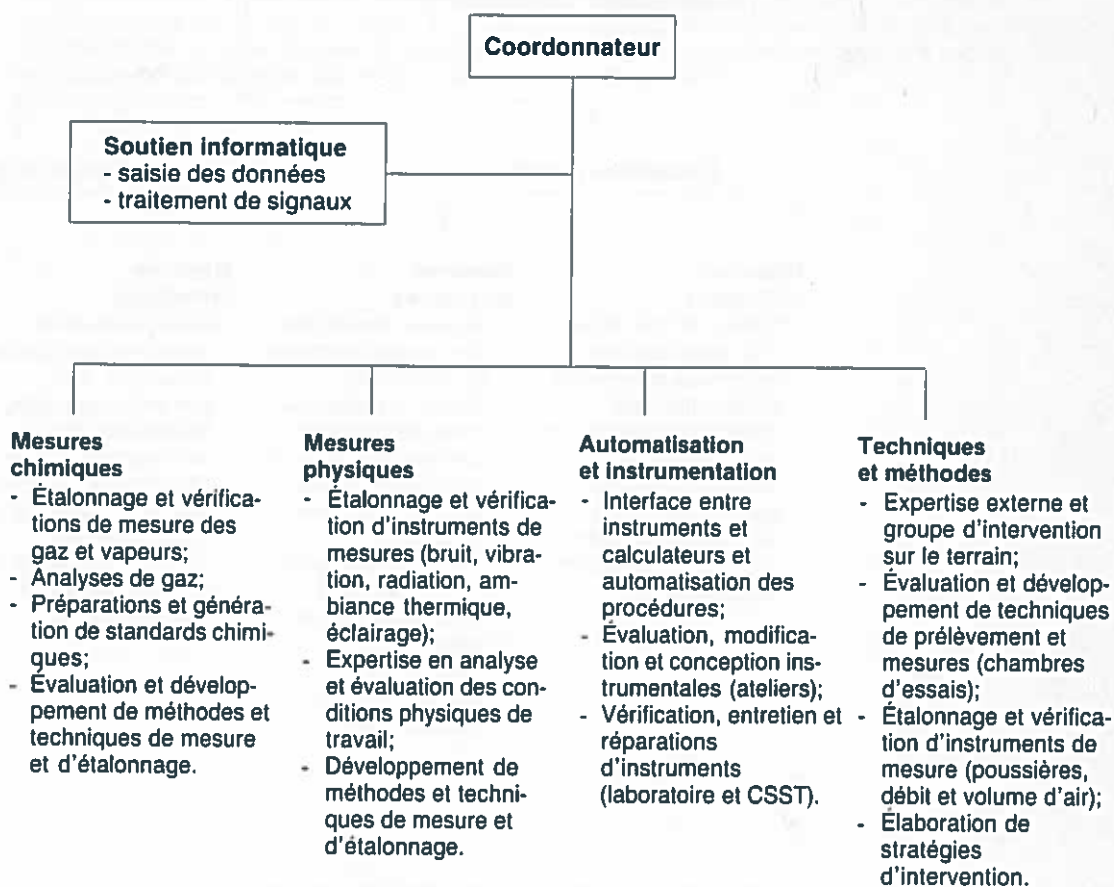 Coordonnateur
Soutien informatique
- saisie des données
- traitement de signaux
Mesures
chimiques
- Étalonnage et vérifica-
tions de mesure des
gaz et vapeurs;
- Analyses de gaz;
- Préparations et généra-
tion de standards chimi-
ques;
- Évaluation et dévelop-
pement de méthodes et
techniques de mesure
et d'étalonnage.
Mesures
physiques
- Étalonnage et vérifica-
tion d'instruments de
mesures (bruit, vibra-
tion, radiation, am-
biance thermique,
éclairage);
- Expertise en analyse
et évaluation des con-
ditions physiques de
travail;
- Développement de
méthodes et techni-
ques de mesure et
d'étalonnage.
Automatisation
et instrumentation
- Interface entre
instruments et
calculateurs et
automatisation des
procédures;
- Évaluation, modifica-
tion et conception ins-
trumentales (ateliers);
- Vérification, entretien et
réparations
d'instruments
(laboratoire et CSST).
Techniques
et méthodes
- Expertise externe et
groupe d'intervention
sur le terrain;
- Évaluation et dévelop-
pement de techniques
de prélèvement et
mesures (chambres
d'essais);
- Étalonnage et vérifica-
tion d'instruments de
mesure (poussières,
débit et volume d'air);
- Élaboration de
stratégies
d'intervention.